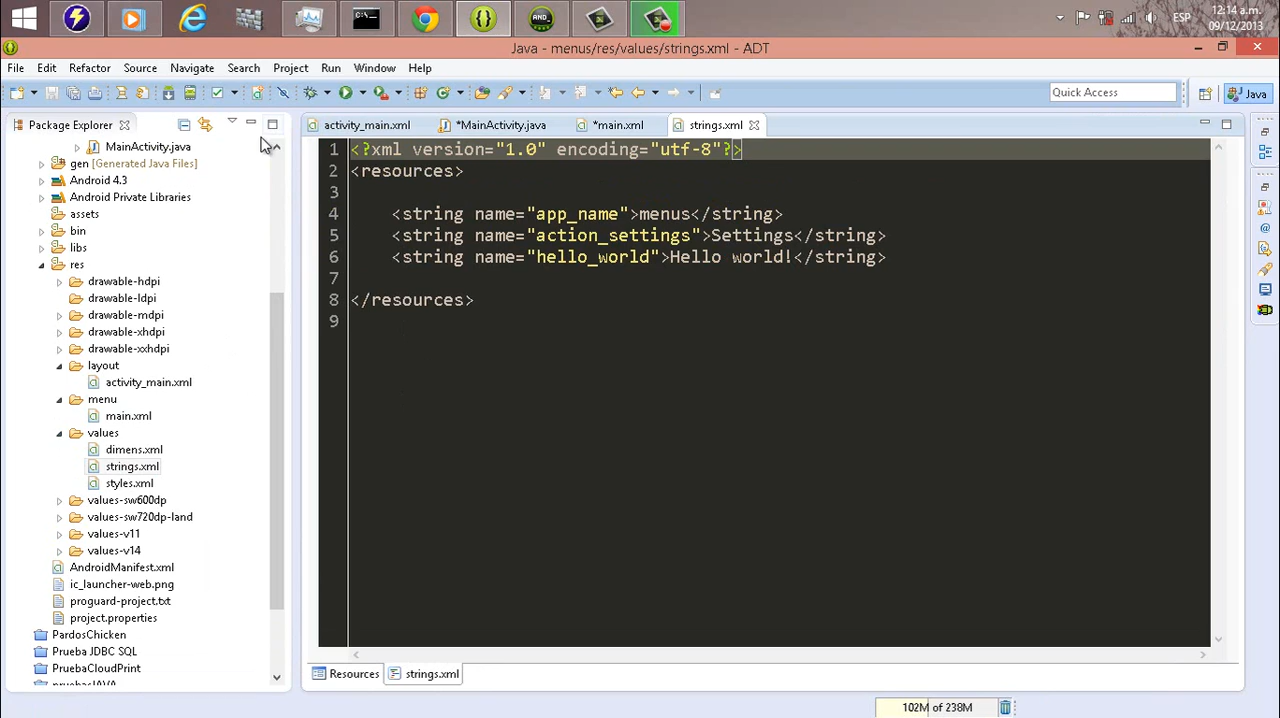 AND_
ESP
12:14 a.m.
09/12/2013
Java - menus/res/values/strings.xml - ADT
File Edit Refactor Source Navigate Search Project Run Window Help
Quick Access
Java
Package Explorer
activity_main.xml
*MainActivity.java
*main.xml
strings.xml
MainActivity.java
gen [Generated Java Files]
Android 4.3
Android Private Libraries
assets
bin
libs
res
drawable-hdpi
drawable-ldpi
drawable-mdpi
drawable-xhdpi
drawable-xxhdpi
layout
activity_main.xml
menu
main.xml
values
dimens.xml
strings.xml
styles.xml
values-sw600dp
values-sw720dp-land
values-v11
values-v14
AndroidManifest.xml
ic_launcher-web.png
proguard-project.txt
project.properties
PardosChicken
Prueba JDBC SQL
PruebaCloudPrint
1 <?xml version="1.0" encoding="utf-8"?>
2 <resources>
3
4 <string name="app_name">menus</string>
5 <string name="action_settings">Settings</string>
6 <string name="hello_world">Hello world!</string>
7
8 </resources>
9
Resources
strings.xml
102M of 238M